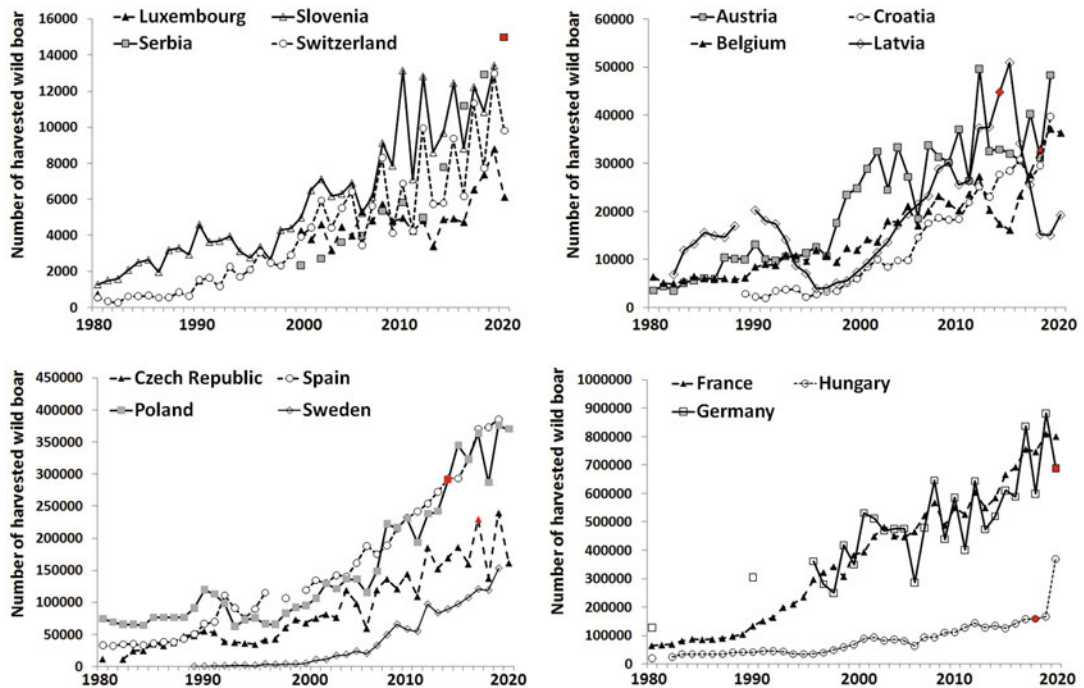 Luxembourg Slovenia
Serbia Switzerland
Number of harvested wild boar
16000
14000
12000
10000
8000
6000
4000
2000
0
1980 1990 2000 2010 2020
Austria Croatia
Belgium Latvia
Number of harvested wild boar
60000
50000
40000
30000
20000
10000
0
1980 1990 2000 2010 2020
Czech Republic Spain
Poland Sweden
Number of harvested wild boar
450000
400000
350000
300000
250000
200000
150000
100000
50000
0
1980 1990 2000 2010 2020
France Hungary
Germany
Number of harvested wild boar
1000000
900000
800000
700000
600000
500000
400000
300000
200000
100000
0
1980 1990 2000 2010 2020